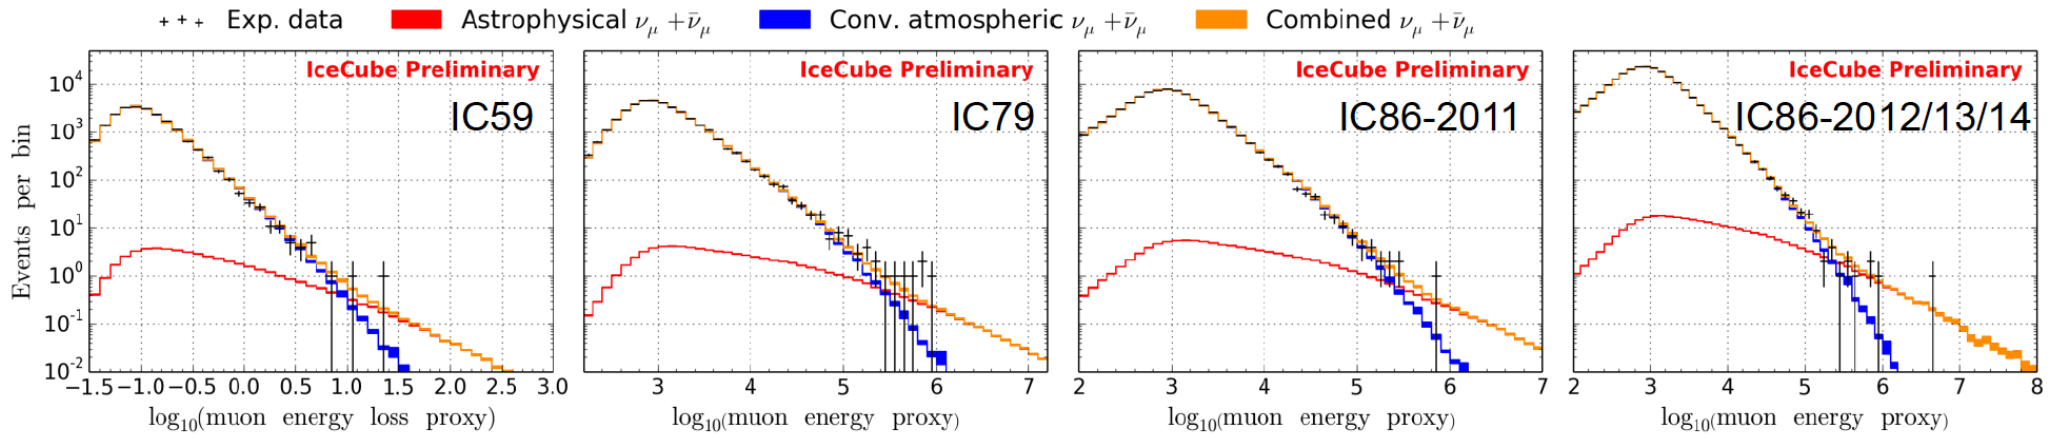 Exp. data Astrophysical ν_μ + ν̄_μ Conv. atmospheric ν_μ + ν̄_μ Combined ν_μ + ν̄_μ
IceCube Preliminary IceCube Preliminary IceCube Preliminary IceCube Preliminary
IC59 IC79 IC86-2011 IC86-2012/13/14
Events per bin
10^4
10^3
10^2
10^1
10^0
10^-1
10^-2
−1.5 −1.0 −0.5 0.0 0.5 1.0 1.5 2.0 2.5 3.0 3 4 5 6 7 2 3 4 5 6 7 2 3 4 5 6 7 8
log10(muon energy loss proxy) log10(muon energy proxy) log10(muon energy proxy) log10(muon energy proxy)